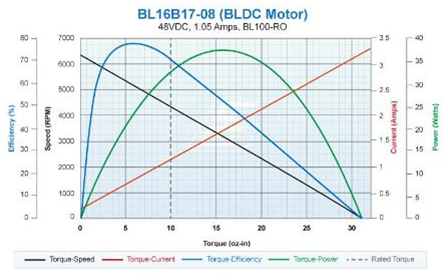 BL16B17-08 (BLDC Motor)
48VDC, 1.05 Amps, BL100-RO
80 7000 3.5 40
70 6000 3 35
60 5000 2.5 30
50 4000 2 25
40 3000 1.5 20
30 2000 1 15
20 1000 0.5 10
10 5
0 0 0 0
Efficiency (%)
Speed (RPM)
Current (Amps)
Power (Watts)
0 5 10 15 20 25 30
Torque (oz-in)
Torque-Speed Torque-Current Torque-Efficiency Torque-Power Rated Torque